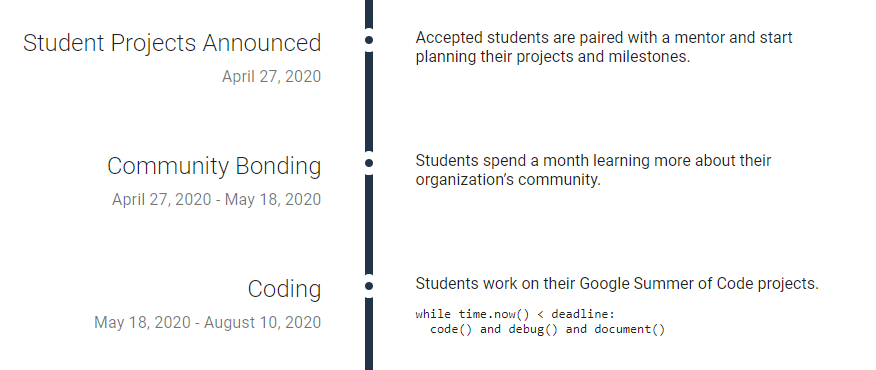 Student Projects Announced
April 27, 2020
Accepted students are paired with a mentor and start
planning their projects and milestones.
Community Bonding
April 27, 2020 - May 18, 2020
Students spend a month learning more about their
organization’s community.
Coding
May 18, 2020 - August 10, 2020
Students work on their Google Summer of Code projects.
while time.now() < deadline:
  code() and debug() and document()